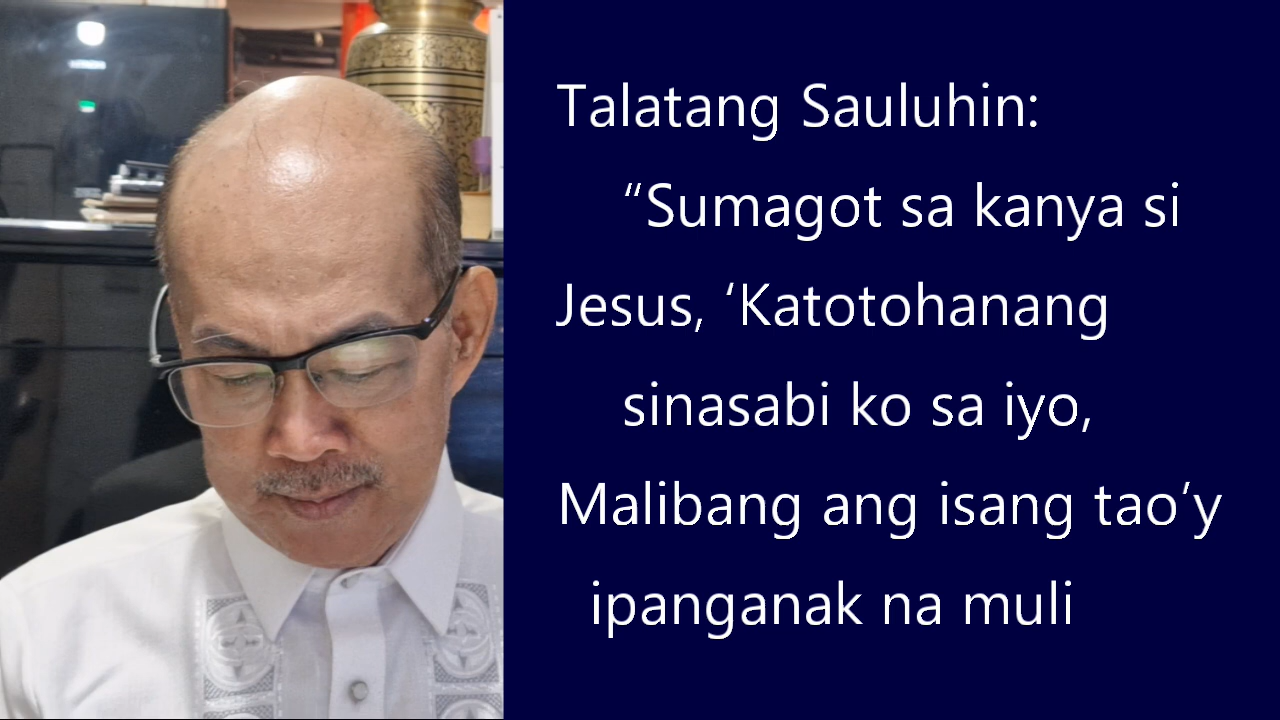 Talatang Sauluhin:
“Sumagot sa kanya si
Jesus, ‘Katotohanang
sinasabi ko sa iyo,
Malibang ang isang tao’y
ipanganak na muli